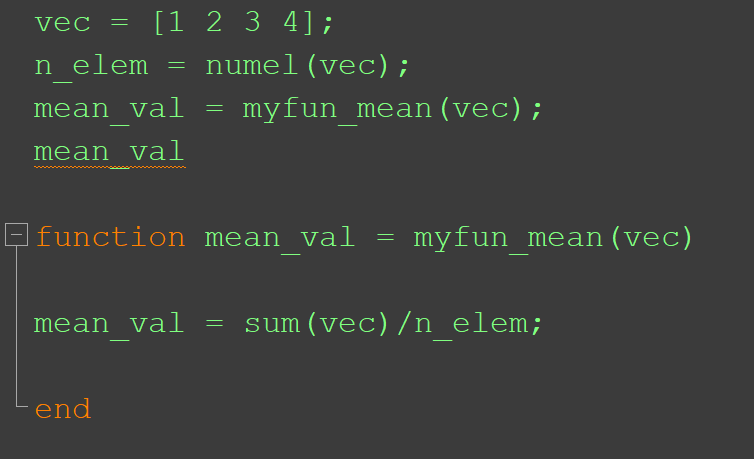 vec = [1 2 3 4];
n_elem = numel(vec);
mean_val = myfun_mean(vec);
mean_val
function mean_val = myfun_mean(vec)
mean_val = sum(vec)/n_elem;
end